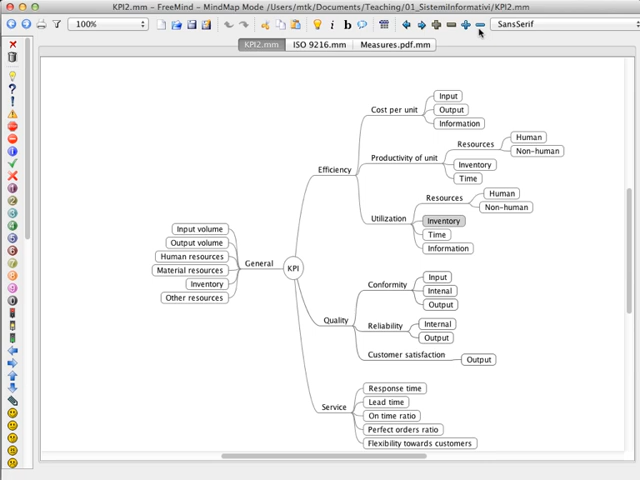 KPI2.mm - FreeMind - MindMap Mode /Users/mtk/Documents/Teaching/01_SistemiInformativi/KPI2.mm
100%
SansSerif
KPI2.mm
ISO 9216.mm
Measures.pdf.mm
KPI
General
Input volume
Output volume
Human resources
Material resources
Inventory
Other resources
Efficiency
Cost per unit
Input
Output
Information
Productivity of unit
Resources
Human
Non-human
Inventory
Time
Utilization
Resources
Human
Non-human
Inventory
Time
Information
Quality
Conformity
Input
Intenal
Output
Reliability
Internal
Output
Customer satisfaction
Output
Service
Response time
Lead time
On time ratio
Perfect orders ratio
Flexibility towards customers